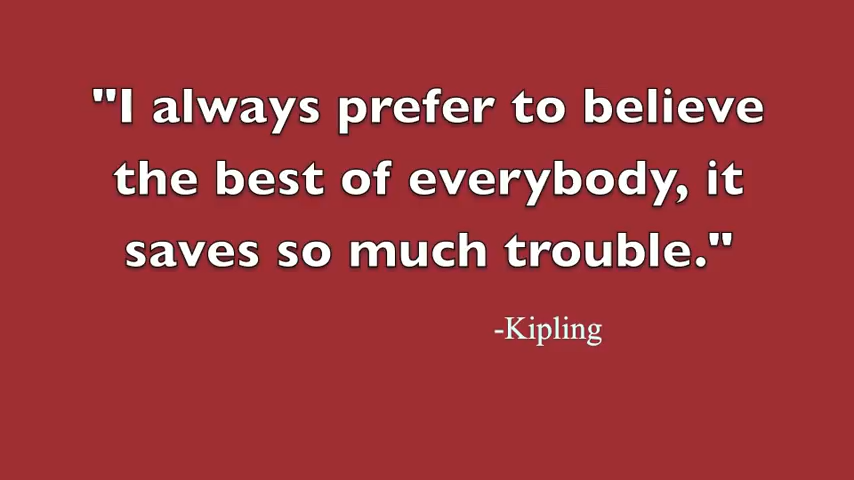 "I always prefer to believe
the best of everybody, it
saves so much trouble."
-Kipling